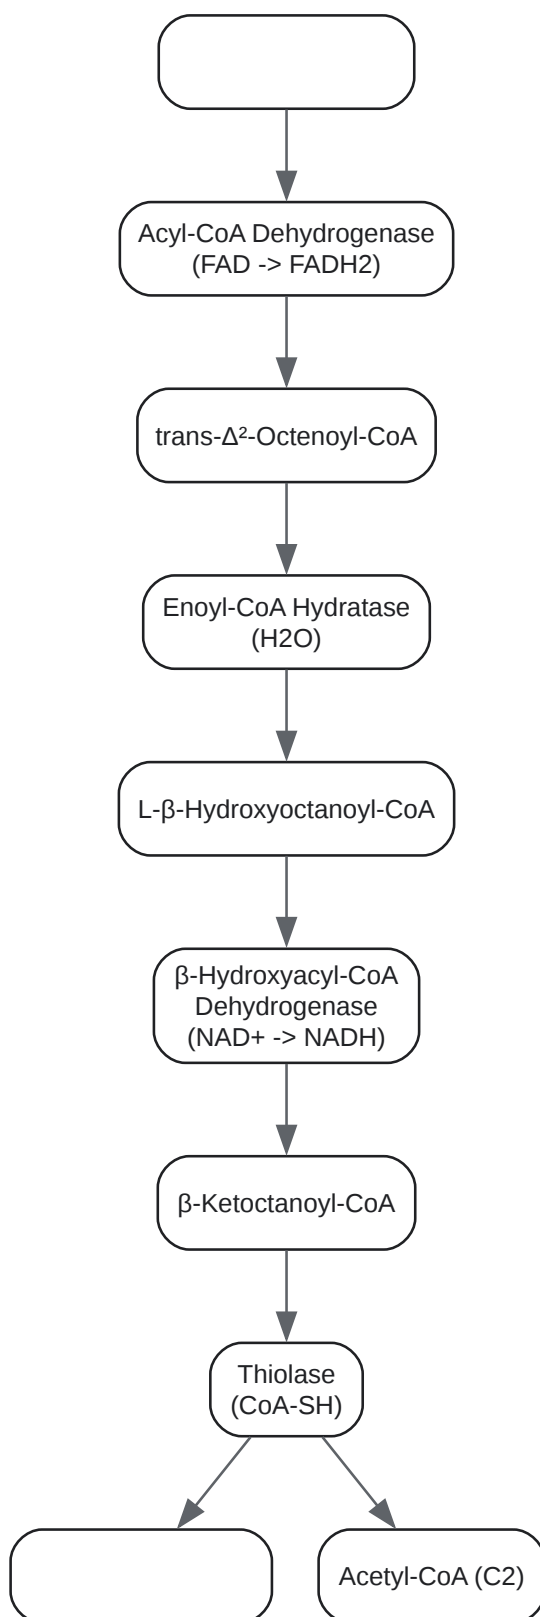 Acyl-CoA Dehydrogenase
(FAD -> FADH2)
trans-Δ²-Octenoyl-CoA
Enoyl-CoA Hydratase
(H2O)
L-β-Hydroxyoctanoyl-CoA
β-Hydroxyacyl-CoA
Dehydrogenase
(NAD+ -> NADH)
β-Ketoctanoyl-CoA
Thiolase
(CoA-SH)
Acetyl-CoA (C2)